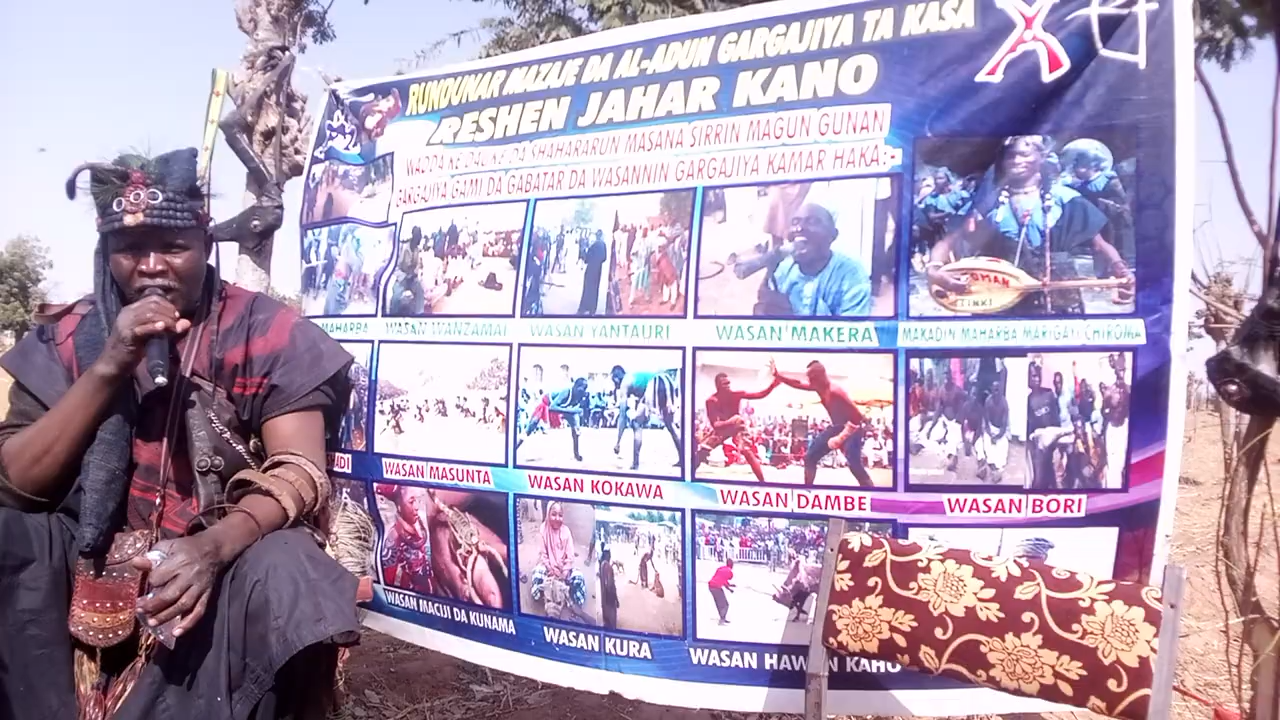 RUNDUNAR MAZAJE DA AL-ADUN GARGAJIYA TA KASA
RESHEN JAHAR KANO
WADDA KE DAUKE DA SHAHARARUN MASANA SIRRIN MAGUN GUNAN
GARGAJIYA GAMI DA GABATAR DA WASANNIN GARGAJIYA KAMAR HAKA:-
MAHARBA
WASAN WANZAMAI
WASAN YANTAURI
WASAN MAKERA
MAKADIN MAHARBA MARIGAYI CHIROMA
WASAN MASUNTA
WASAN KOKAWA
WASAN DAMBE
WASAN BORI
WASAN MACIJI DA KUNAMA
WASAN KURA
WASAN HAWAN KAHO